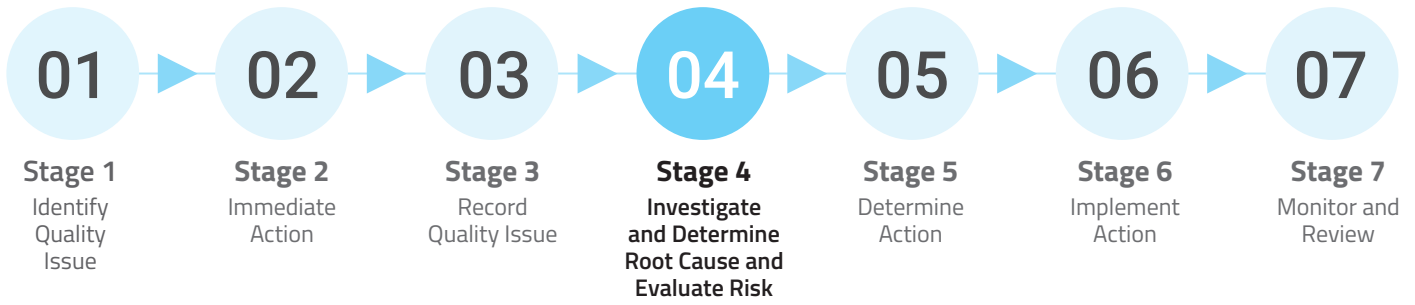 01
02
03
04
05
06
07
Stage 1
Identify
Quality
Issue
Stage 2
Immediate
Action
Stage 3
Record
Quality Issue
Stage 4
Investigate
and Determine
Root Cause and
Evaluate Risk
Stage 5
Determine
Action
Stage 6
Implement
Action
Stage 7
Monitor and
Review